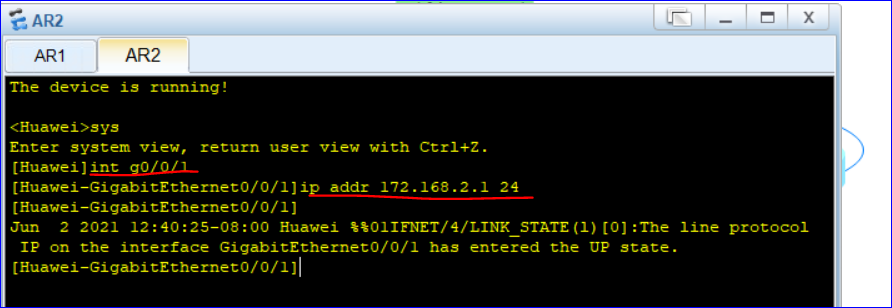 AR2
AR1
AR2
The device is running!
<Huawei>sys
Enter system view, return user view with Ctrl+Z.
[Huawei]int g0/0/1
[Huawei-GigabitEthernet0/0/1]ip addr 172.168.2.1 24
[Huawei-GigabitEthernet0/0/1]
Jun  2 2021 12:40:25-08:00 Huawei %%01IFNET/4/LINK_STATE(l)[0]:The line protocol
 IP on the interface GigabitEthernet0/0/1 has entered the UP state.
[Huawei-GigabitEthernet0/0/1]